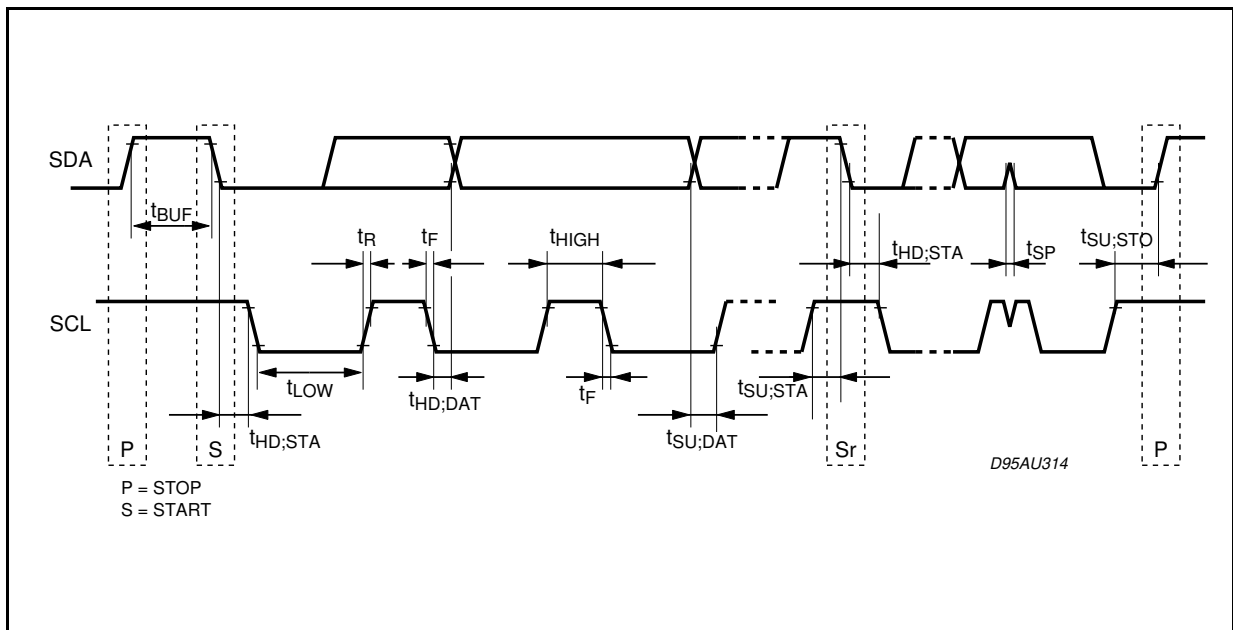 SDA
tBUF
tR
tF
tHIGH
tHD;STA
tSP
tSU;STO
SCL
tLOW
tHD;STA
tHD;DAT
tF
tSU;DAT
tSU;STA
P
S
Sr
D95AU314
P
P = STOP
S = START